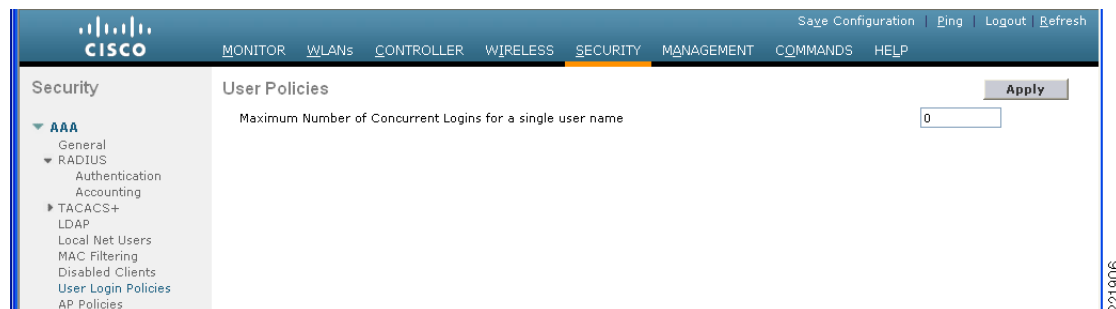 Save Configuration | Ping | Logout | Refresh
CISCO
MONITOR WLANs CONTROLLER WIRELESS SECURITY MANAGEMENT COMMANDS HELP
Security
User Policies
Apply
Maximum Number of Concurrent Logins for a single user name
0
AAA
General
RADIUS
Authentication
Accounting
TACACS+
LDAP
Local Net Users
MAC Filtering
Disabled Clients
User Login Policies
AP Policies
221906